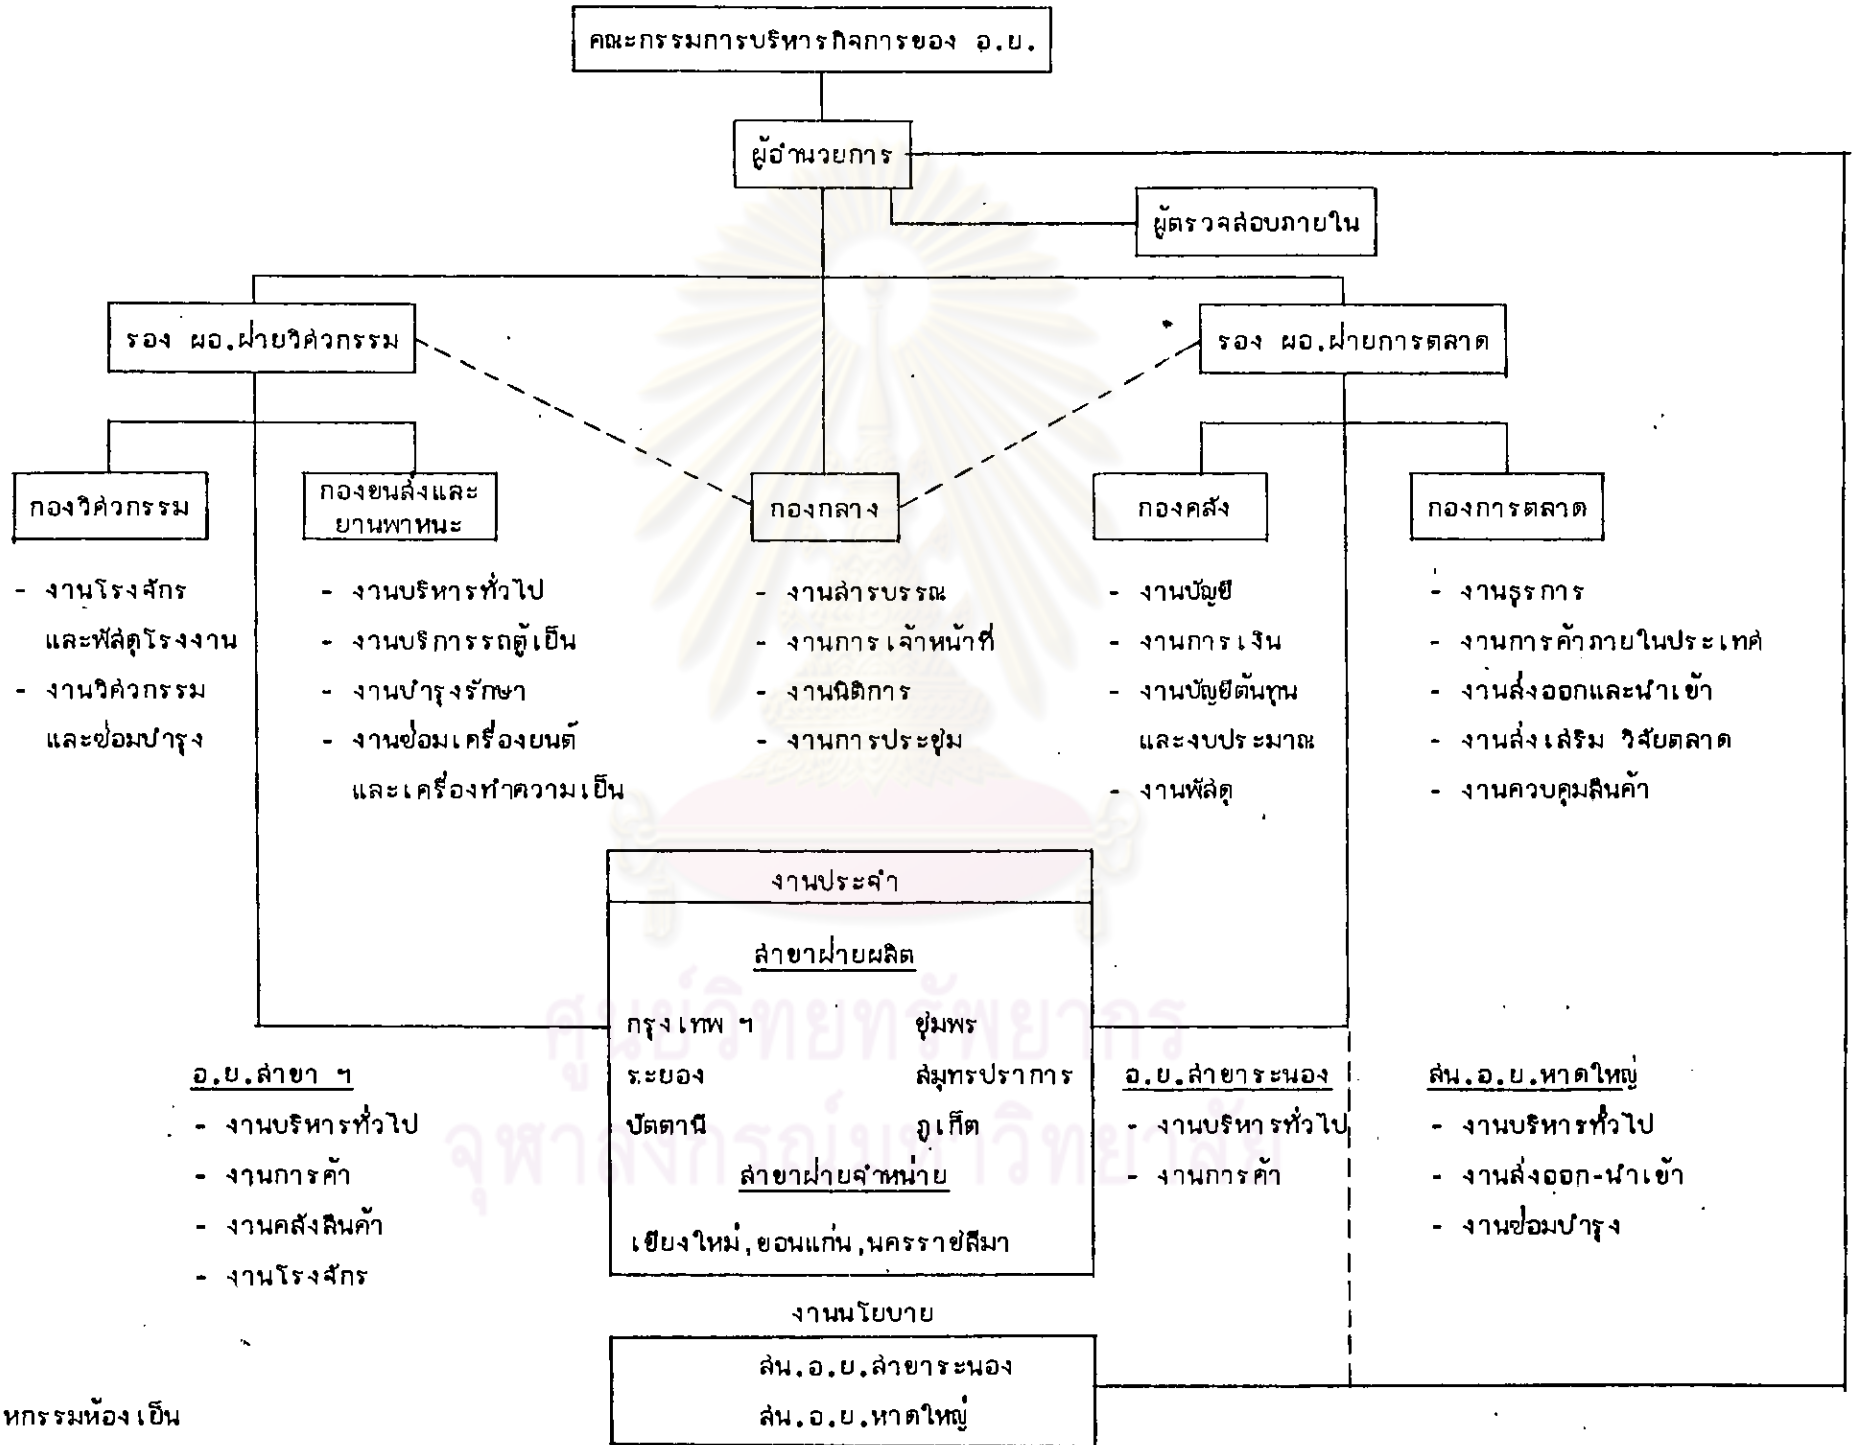 คณะกรรมการบริหารกิจการของ อ.ย.
ผู้อำนวยการ
ผู้ตรวจสอบภายใน
รอง ผอ.ฝ่ายวิศวกรรม
รอง ผอ.ฝ่ายการตลาด
กองวิศวกรรม
กองขนส่งและ
ยานพาหนะ
กองกลาง
กองคลัง
กองการตลาด
- งานโรงจักร
และพัสดุโรงงาน
- งานวิศวกรรม
และซ่อมบำรุง
- งานบริหารทั่วไป
- งานบริการรถตู้เย็น
- งานบำรุงรักษา
- งานซ่อมเครื่องยนต์
และเครื่องทำความเย็น
- งานสารบรรณ
- งานการเจ้าหน้าที่
- งานนิติการ
- งานการประชุม
- งานบัญชี
- งานการเงิน
- งานบัญชีต้นทุน
และงบประมาณ
- งานพัสดุ
- งานธุรการ
- งานการค้าภายในประเทศ
- งานส่งออกและนำเข้า
- งานส่งเสริม วิจัยตลาด
- งานควบคุมสินค้า
งานประจำ
สาขาฝ่ายผลิต
กรุงเทพ ฯ ชุมพร
ระยอง สมุทรปราการ
ปัตตานี ภูเก็ต
สาขาฝ่ายจำหน่าย
เชียงใหม่,ขอนแก่น,นครราชสีมา
อ.ย.สาขา ฯ
- งานบริหารทั่วไป
- งานการค้า
- งานคลังสินค้า
- งานโรงจักร
อ.ย.สาขาระนอง
- งานบริหารทั่วไป
- งานการค้า
สน.อ.ย.หาดใหญ่
- งานบริหารทั่วไป
- งานส่งออก-นำเข้า
- งานซ่อมบำรุง
งานนโยบาย
สน.อ.ย.สาขาระนอง
สน.อ.ย.หาดใหญ่
หกรรมห้องเย็น
ศูนย์วิทยทรัพยากร
จุฬาลงกรณ์มหาวิทยาลัย